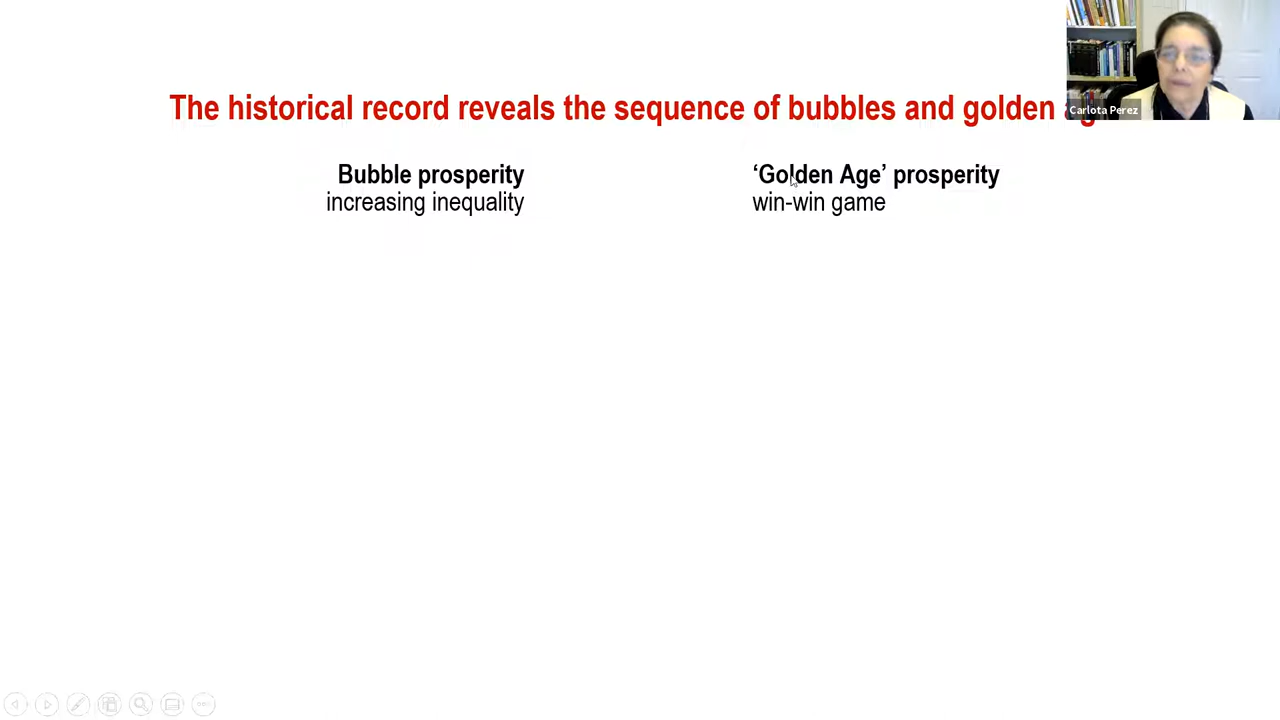 The historical record reveals the sequence of bubbles and golden
Carlota Perez
Bubble prosperity
increasing inequality
‘Golden Age’ prosperity
win-win game